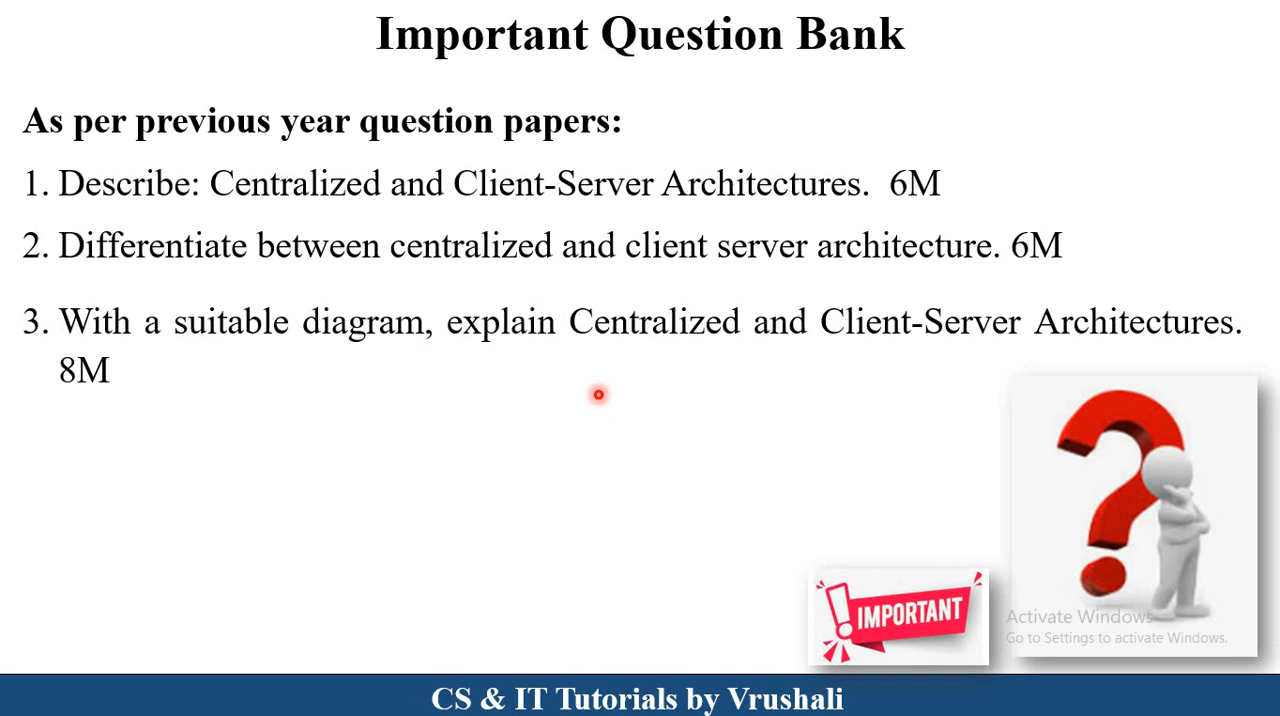 Important Question Bank
As per previous year question papers:
1. Describe: Centralized and Client-Server Architectures. 6M
2. Differentiate between centralized and client server architecture. 6M
3. With a suitable diagram, explain Centralized and Client-Server Architectures.
8M
IMPORTANT
Activate Windows
Go to Settings to activate Windows.
CS & IT Tutorials by Vrushali